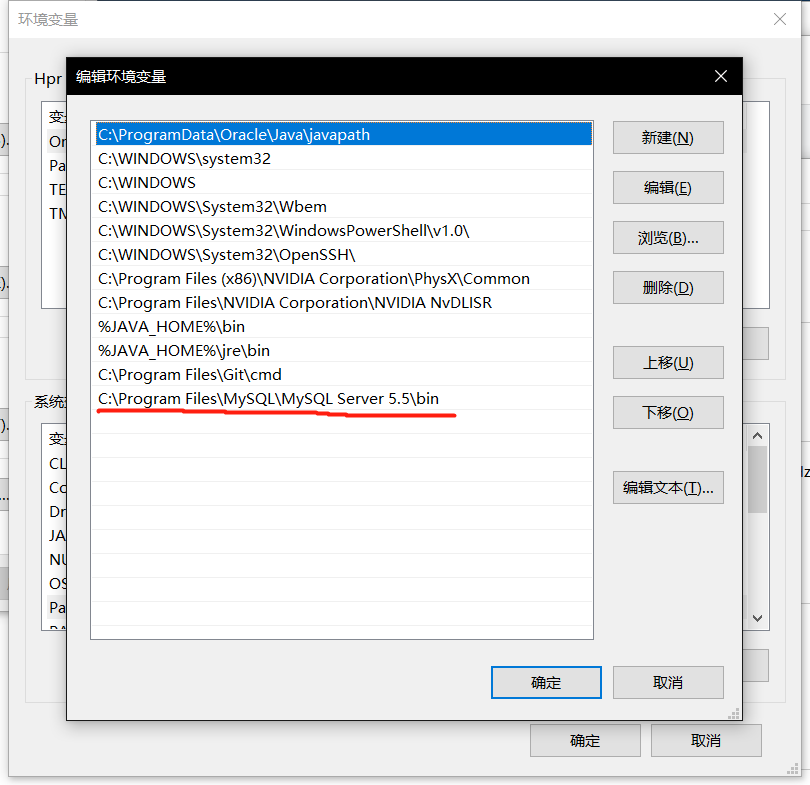 环境变量
编辑环境变量
Hpr
变
C:\ProgramData\Oracle\Java\javapath
新建(N)
Or
C:\WINDOWS\system32
Pa
C:\WINDOWS
编辑(E)
TE
C:\WINDOWS\System32\Wbem
TM
C:\WINDOWS\System32\WindowsPowerShell\v1.0\
浏览(B)...
C:\WINDOWS\System32\OpenSSH\
C:\Program Files (x86)\NVIDIA Corporation\PhysX\Common
删除(D)
C:\Program Files\NVIDIA Corporation\NVIDIA NvDLISR
%JAVA_HOME%\bin
%JAVA_HOME%\jre\bin
上移(U)
C:\Program Files\Git\cmd
C:\Program Files\MySQL\MySQL Server 5.5\bin
系统
下移(O)
变
CL
Co
编辑文本(T)...
Dr
JA
NU
OS
Pa
确定
取消
确定
取消